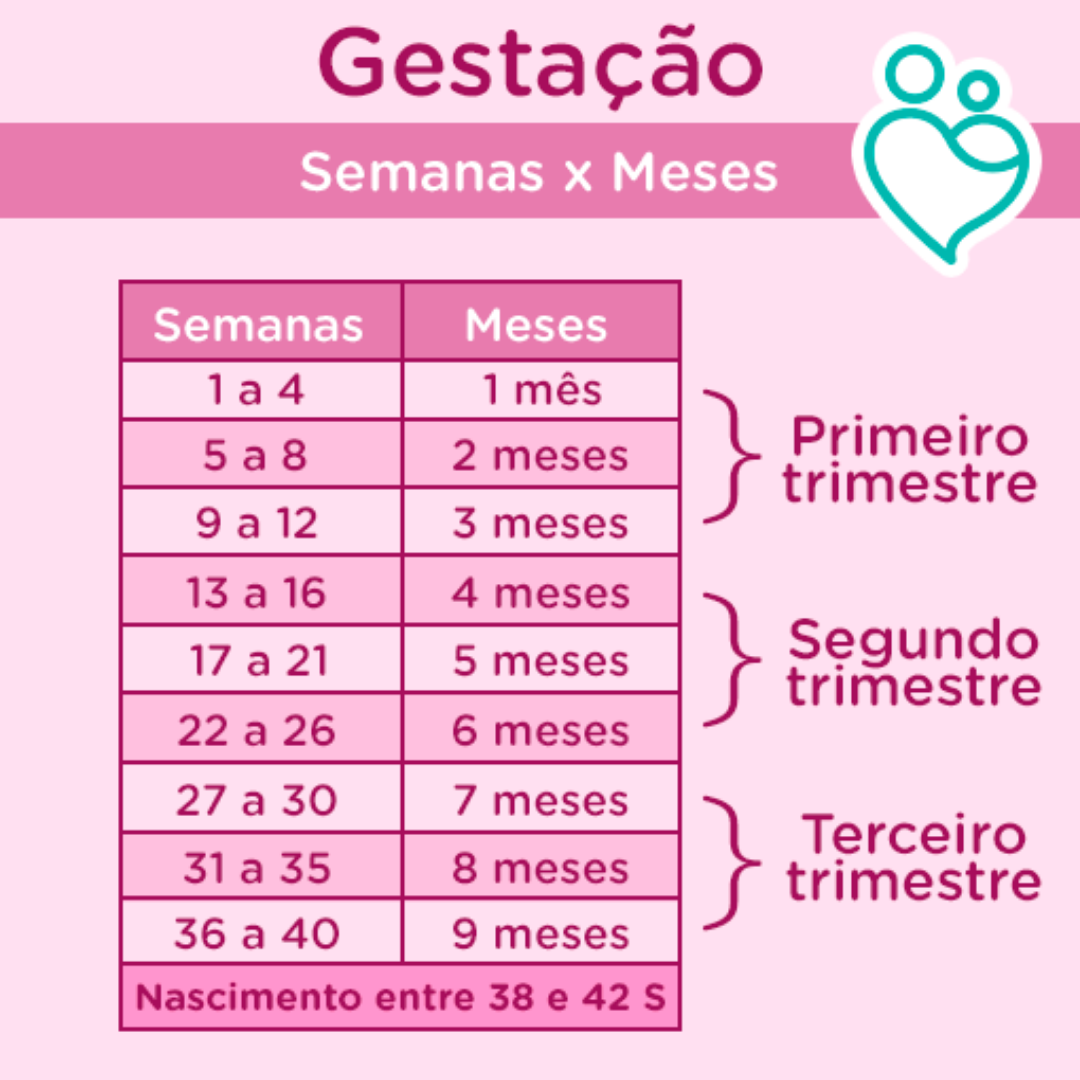 Gestação
Semanas x Meses
Semanas Meses
1 a 4 1 mês
5 a 8 2 meses
9 a 12 3 meses
Primeiro
trimestre
13 a 16 4 meses
17 a 21 5 meses
22 a 26 6 meses
Segundo
trimestre
27 a 30 7 meses
31 a 35 8 meses
36 a 40 9 meses
Terceiro
trimestre
Nascimento entre 38 e 42 S